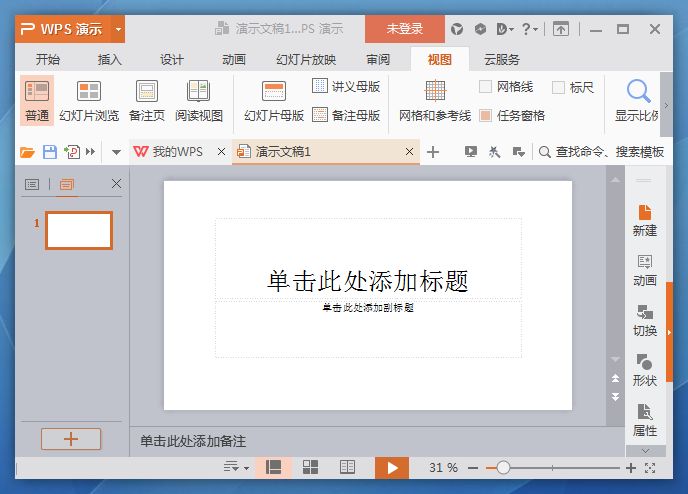 WPS 演示
演示文稿1...PS 演示
未登录
开始 插入 设计 动画 幻灯片放映 审阅 视图 云服务
普通 幻灯片浏览 备注页 阅读视图 幻灯片母版 讲义母版 备注母版 网格和参考线 网格线 任务窗格 标尺 显示比例
我的WPS 演示文稿1 查找命令、搜索模板
1
单击此处添加标题
单击此处添加副标题
新建
动画
切换
形状
属性
单击此处添加备注
31 %